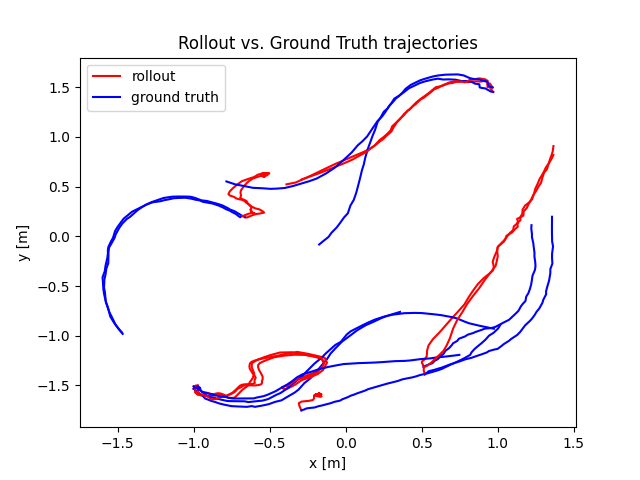 Rollout vs. Ground Truth trajectories
rollout
ground truth
1.5
1.0
0.5
0.0
−0.5
−1.0
−1.5
y [m]
−1.5 −1.0 −0.5 0.0 0.5 1.0 1.5
x [m]